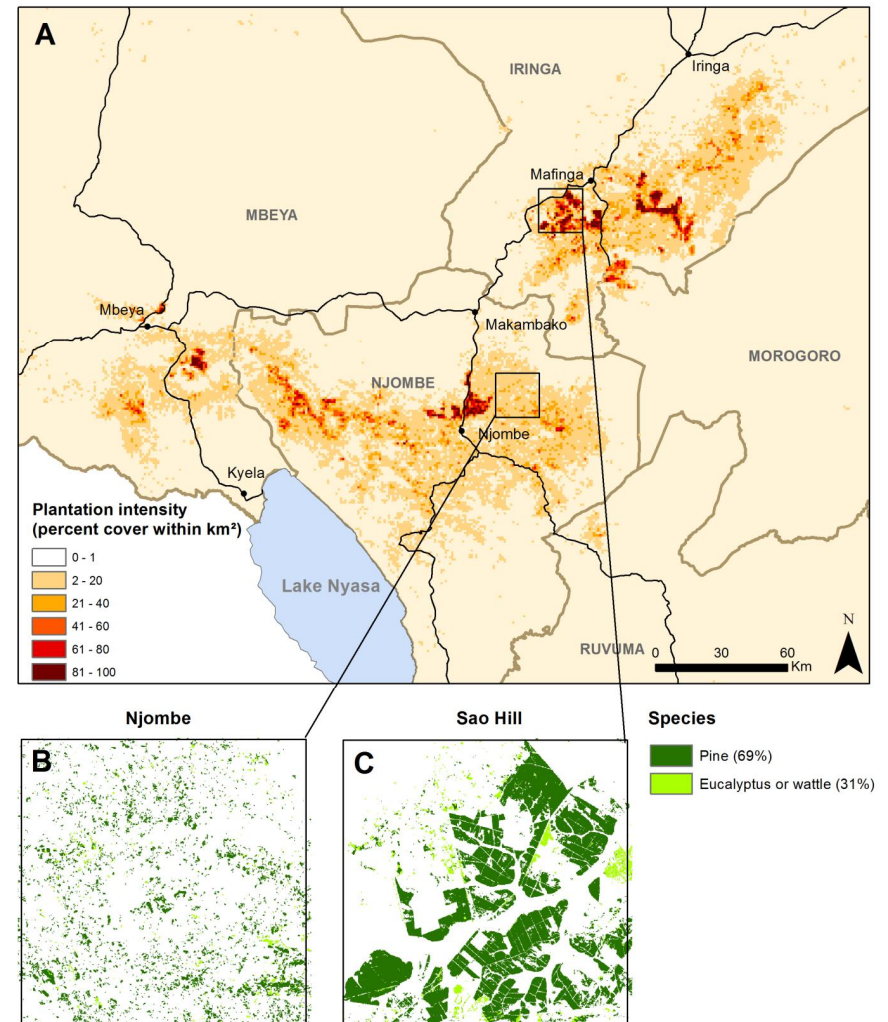 A
IRINGA
Iringa
Mafinga
MBEYA
Mbeya
Makambako
MOROGORO
NJOMBE
Njombe
Kyela
Plantation intensity
(percent cover within km²)
0 - 1
2 - 20
21 - 40
41 - 60
61 - 80
81 - 100
Lake Nyasa
RUVUMA
N
0 30 60
Km
Njombe
Sao Hill
Species
B
C
Pine (69%)
Eucalyptus or wattle (31%)